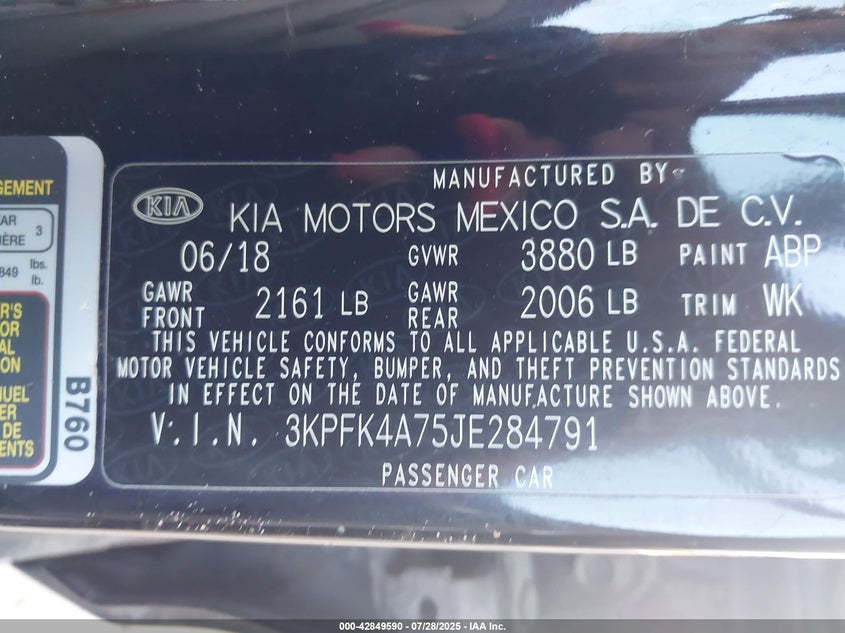 GEMENT
AR 3
IÈRE
849 lbs.
lb.
R'S
OR
AL
ION
NUEL
ER
DE
ENTS
B760
MANUFACTURED BY
KIA KIA MOTORS MEXICO S.A. DE C.V.
06/18 GVWR 3880 LB PAINT ABP
GAWR FRONT 2161 LB GAWR REAR 2006 LB TRIM WK
THIS VEHICLE CONFORMS TO ALL APPLICABLE U.S.A. FEDERAL
MOTOR VEHICLE SAFETY, BUMPER, AND THEFT PREVENTION STANDARDS
IN EFFECT ON THE DATE OF MANUFACTURE SHOWN ABOVE.
V.I.N. 3KPFK4A75JE284791
PASSENGER CAR
000-42849590 - 07/28/2025 - IAA Inc.